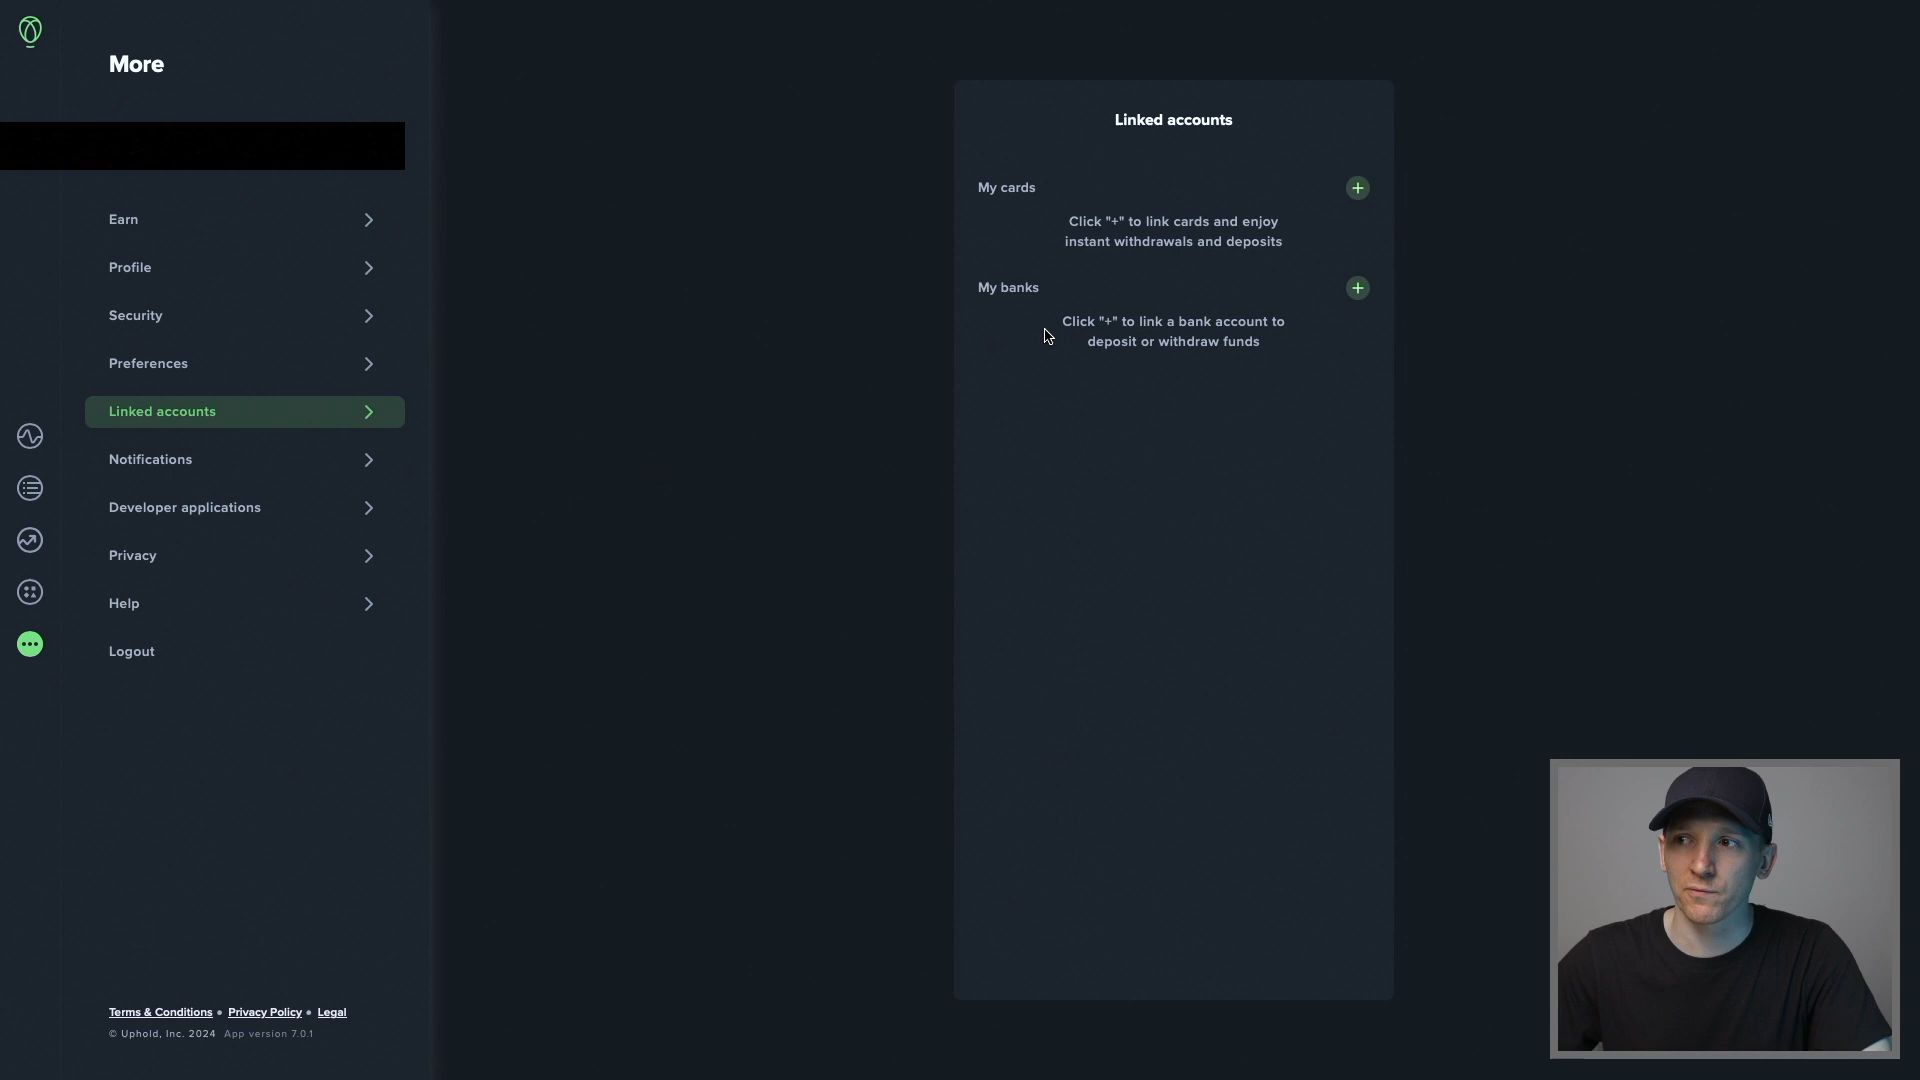 More
Earn
Profile
Security
Preferences
Linked accounts
Notifications
Developer applications
Privacy
Help
Logout
Terms & Conditions • Privacy Policy • Legal
© Uphold, Inc. 2024 App version 7.0.1
Linked accounts
My cards
Click "+" to link cards and enjoy
instant withdrawals and deposits
My banks
Click "+" to link a bank account to
deposit or withdraw funds